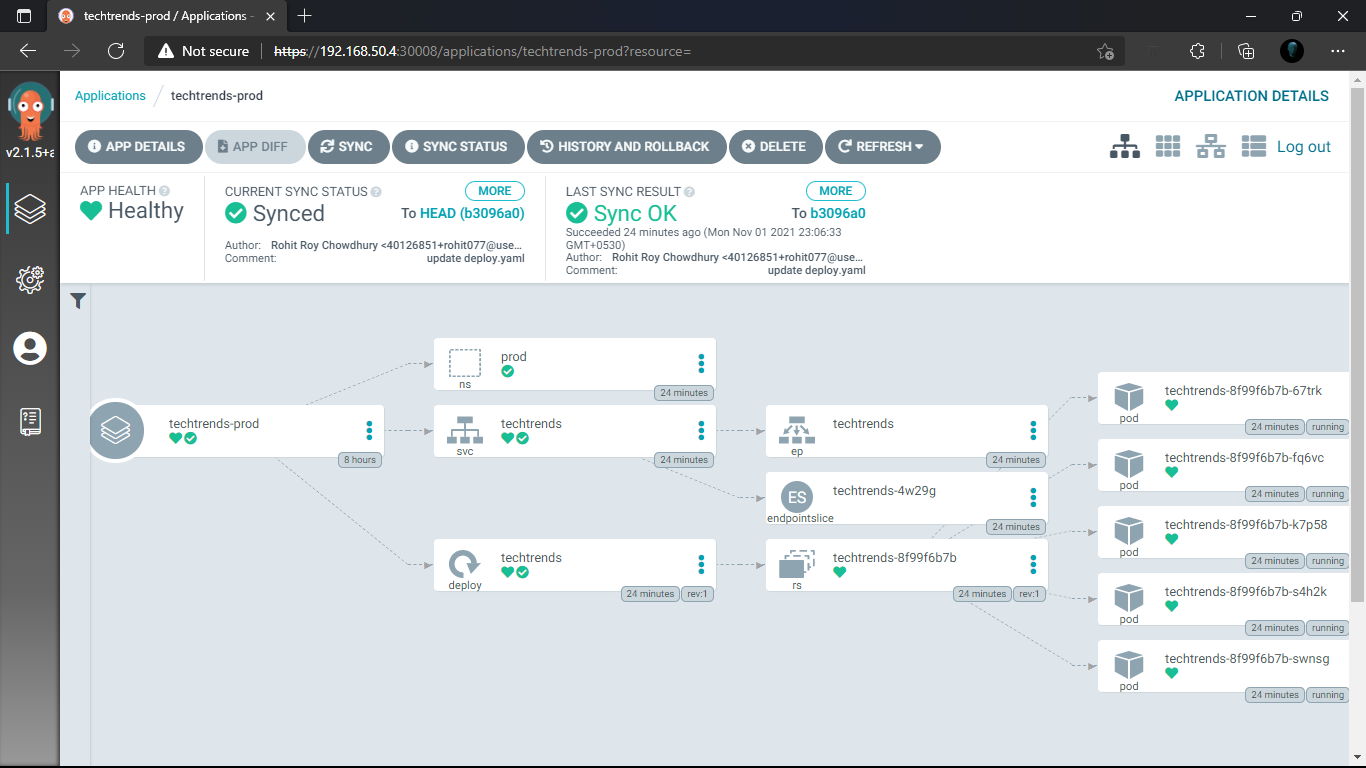 techtrends-prod / Applications -
Not secure https://192.168.50.4:30008/applications/techtrends-prod?resource=
v2.1.5+a
Applications / techtrends-prod
APPLICATION DETAILS
APP DETAILS
APP DIFF
SYNC
SYNC STATUS
HISTORY AND ROLLBACK
DELETE
REFRESH
Log out
APP HEALTH
Healthy
CURRENT SYNC STATUS
MORE
Synced
To HEAD (b3096a0)
Author: Rohit Roy Chowdhury <40126851+rohit077@use...
Comment: update deploy.yaml
LAST SYNC RESULT
MORE
Sync OK
To b3096a0
Succeeded 24 minutes ago (Mon Nov 01 2021 23:06:33
GMT+0530)
Author: Rohit Roy Chowdhury <40126851+rohit077@use...
Comment: update deploy.yaml
techtrends-prod
8 hours
prod
ns
24 minutes
techtrends
svc
24 minutes
techtrends
deploy
24 minutes rev:1
techtrends
ep
24 minutes
ES
techtrends-4w29g
endpointslice
24 minutes
techtrends-8f99f6b7b
rs
24 minutes rev:1
techtrends-8f99f6b7b-67trk
pod
24 minutes running
techtrends-8f99f6b7b-fq6vc
pod
24 minutes running
techtrends-8f99f6b7b-k7p58
pod
24 minutes running
techtrends-8f99f6b7b-s4h2k
pod
24 minutes running
techtrends-8f99f6b7b-swnsg
pod
24 minutes running